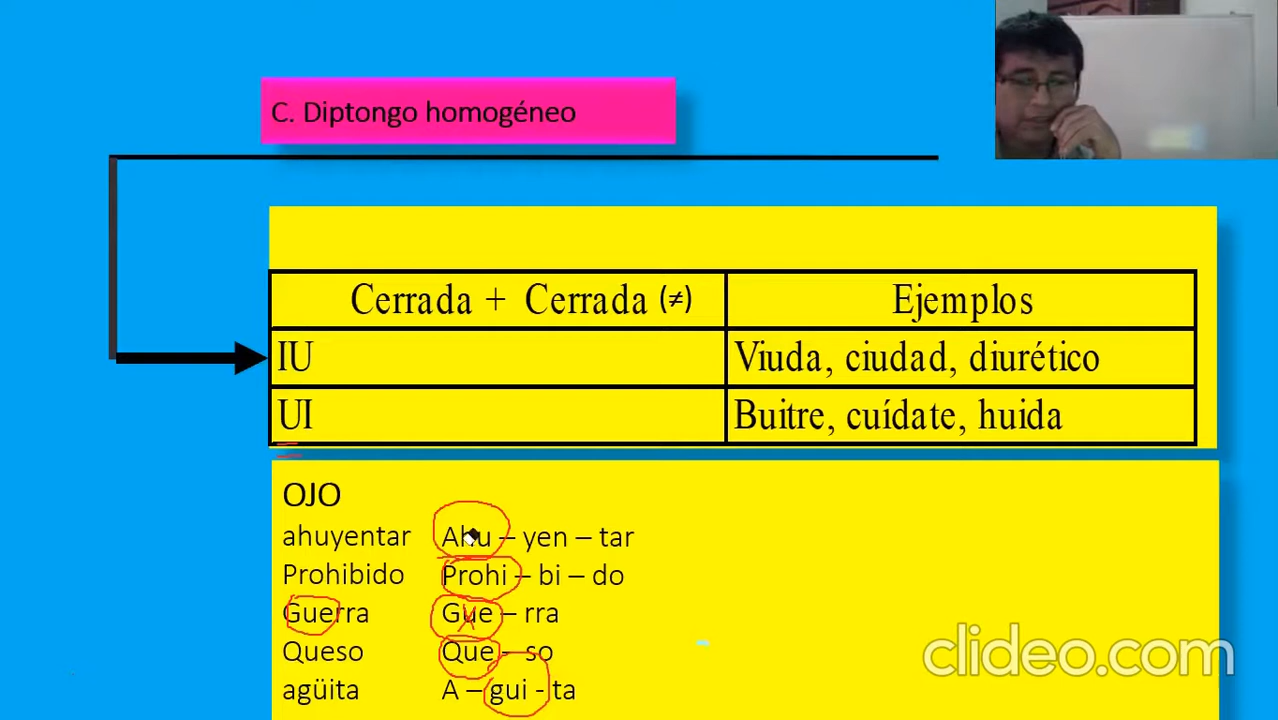 C. Diptongo homogéneo
Cerrada + Cerrada (≠) Ejemplos
IU Viuda, ciudad, diurético
UI Buitre, cuídate, huida
OJO
ahuyentar Ahu – yen – tar
Prohibido Prohi – bi – do
Guerra Gue – rra
Queso Que – so
agüita A – gui - ta
clideo.com